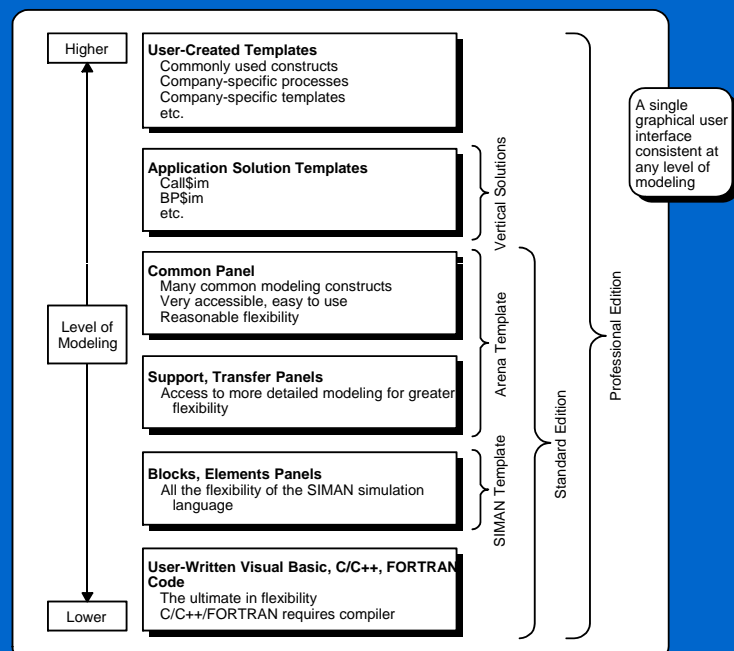 Higher
User-Created Templates
Commonly used constructs
Company-specific processes
Company-specific templates
etc.
A single
graphical user
interface
consistent at
any level of
modeling
Application Solution Templates
Call$im
BP$im
etc.
Vertical Solutions
Common Panel
Many common modeling constructs
Very accessible, easy to use
Reasonable flexibility
Level of
Modeling
Support, Transfer Panels
Access to more detailed modeling for greater
flexibility
Arena Template
Blocks, Elements Panels
All the flexibility of the SIMAN simulation
language
SIMAN Template
Standard Edition
Professional Edition
User-Written Visual Basic, C/C++, FORTRAN
Code
The ultimate in flexibility
C/C++/FORTRAN requires compiler
Lower